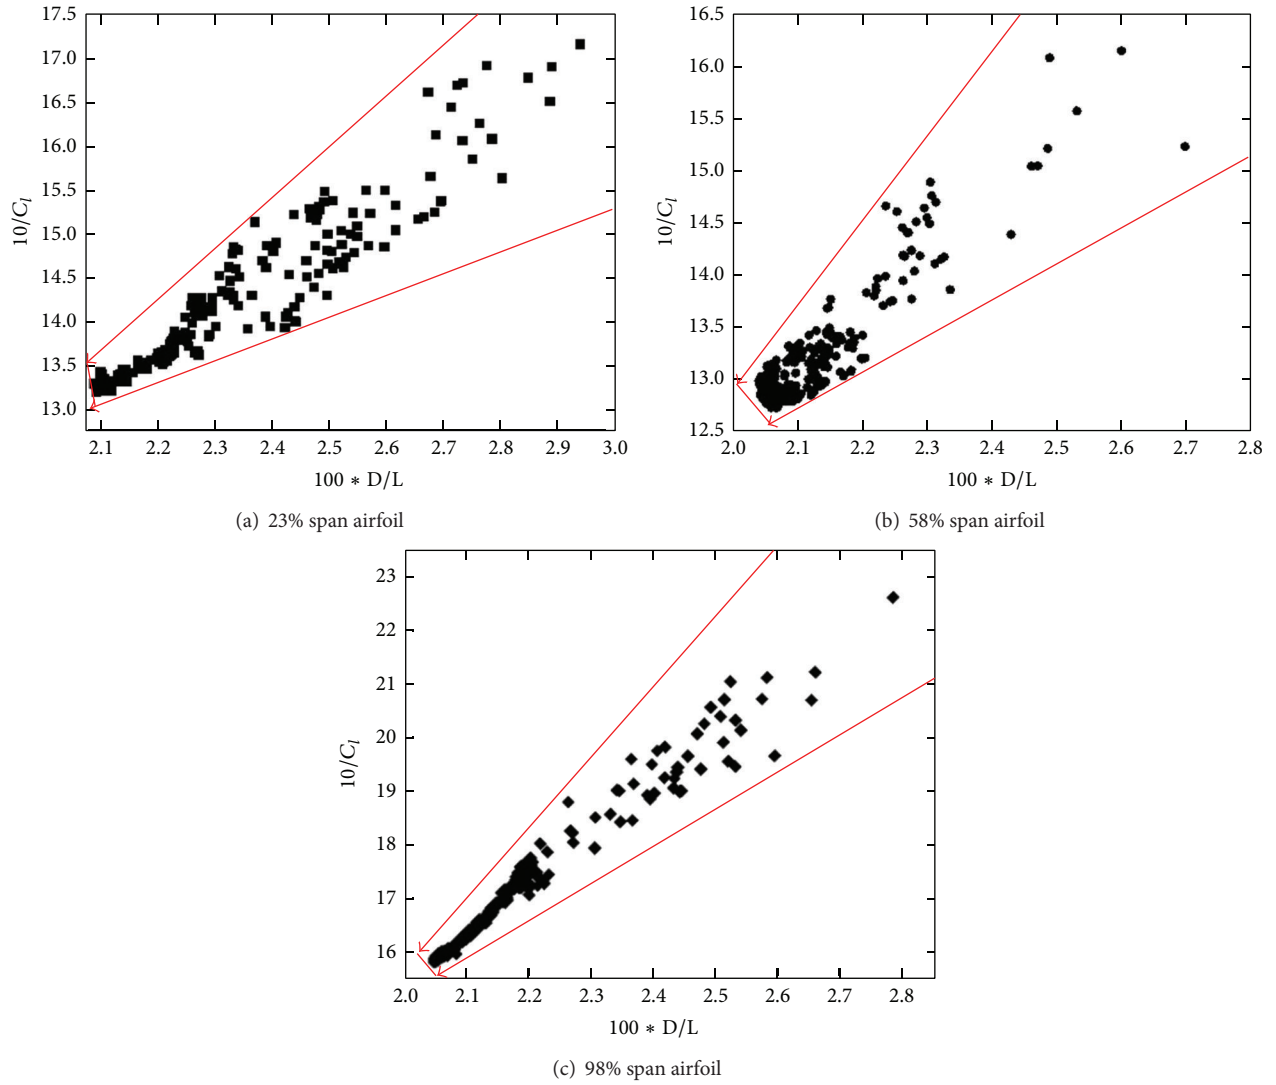 17.5
17.0
16.5
16.0
15.5
15.0
14.5
14.0
13.5
13.0
10/C_l
2.1 2.2 2.3 2.4 2.5 2.6 2.7 2.8 2.9 3.0
100 * D/L
(a) 23% span airfoil
16.5
16.0
15.5
15.0
14.5
14.0
13.5
13.0
12.5
10/C_l
2.0 2.1 2.2 2.3 2.4 2.5 2.6 2.7 2.8
100 * D/L
(b) 58% span airfoil
23
22
21
20
19
18
17
16
10/C_l
2.0 2.1 2.2 2.3 2.4 2.5 2.6 2.7 2.8
100 * D/L
(c) 98% span airfoil